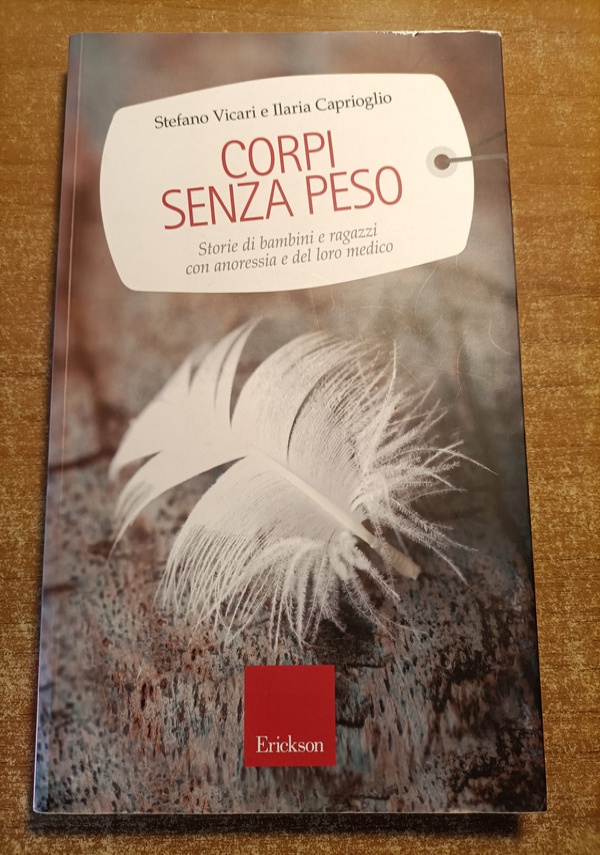 Stefano Vicari e Ilaria Caprioglio
CORPI
SENZA PESO
Storie di bambini e ragazzi
con anoressia e del loro medico
Erickson